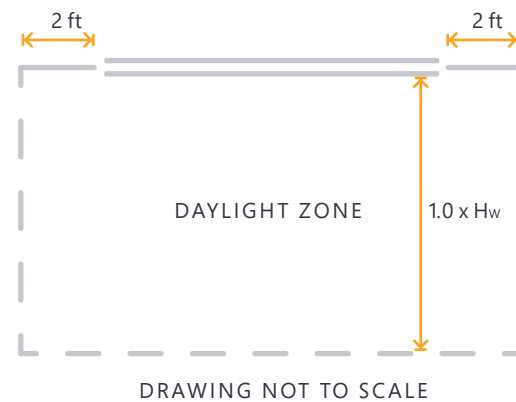 2 ft 2 ft
DAYLIGHT ZONE
1.0 x Hw
DRAWING NOT TO SCALE